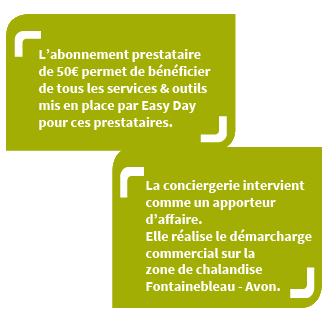 L’abonnement prestataire
de 50€ permet de bénéficier
de tous les services & outils
mis en place par Easy Day
pour ces prestataires.
La conciergerie intervient
comme un apporteur
d’affaire.
Elle réalise le démarcharge
commercial sur la
zone de chalandise
Fontainebleau - Avon.